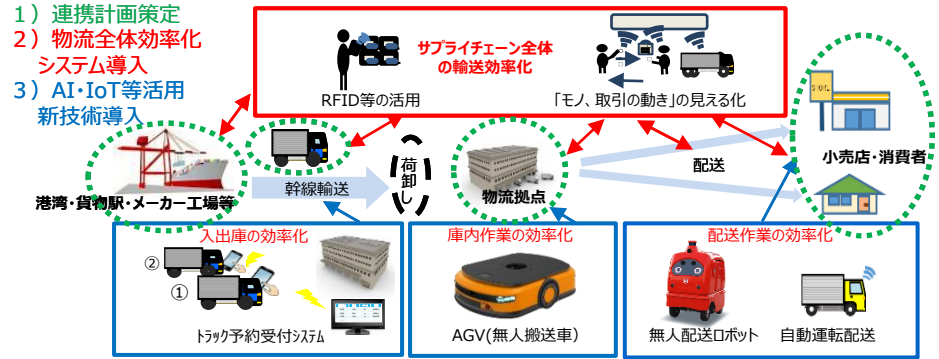 1）連携計画策定
2）物流全体効率化
システム導入
3）AI・IoT等活用
新技術導入
サプライチェーン全体
の輸送効率化
RFID等の活用
「モノ、取引の動き」の見える化
港湾・貨物駅・メーカー工場等
幹線輸送
荷卸し
物流拠点
配送
小売店・消費者
入出庫の効率化
②
①
トラック予約受付システム
庫内作業の効率化
AGV(無人搬送車）
配送作業の効率化
無人配送ロボット
自動運転配送